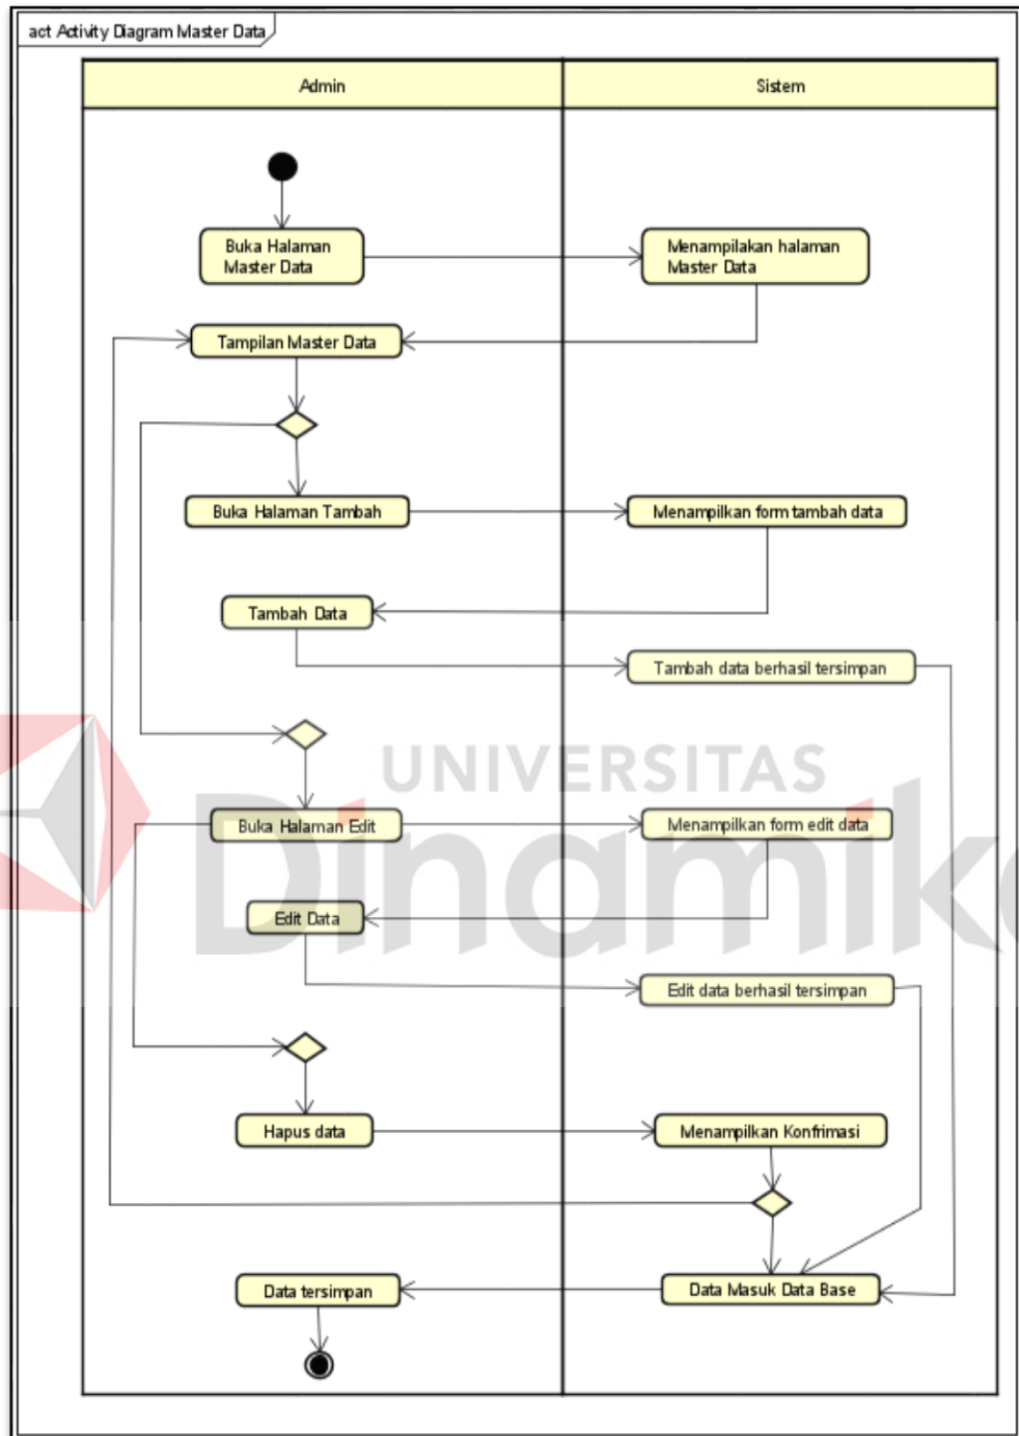 act Activity Diagram Master Data
Admin
Sistem
Buka Halaman
Master Data
Menampilakan halaman
Master Data
Tampilan Master Data
Buka Halaman Tambah
Menampilkan form tambah data
Tambah Data
Tambah data berhasil tersimpan
UNIVERSITAS
Dinamika
Buka Halaman Edit
Menampilkan form edit data
Edit Data
Edit data berhasil tersimpan
Hapus data
Menampilkan Konfrimasi
Data tersimpan
Data Masuk Data Base